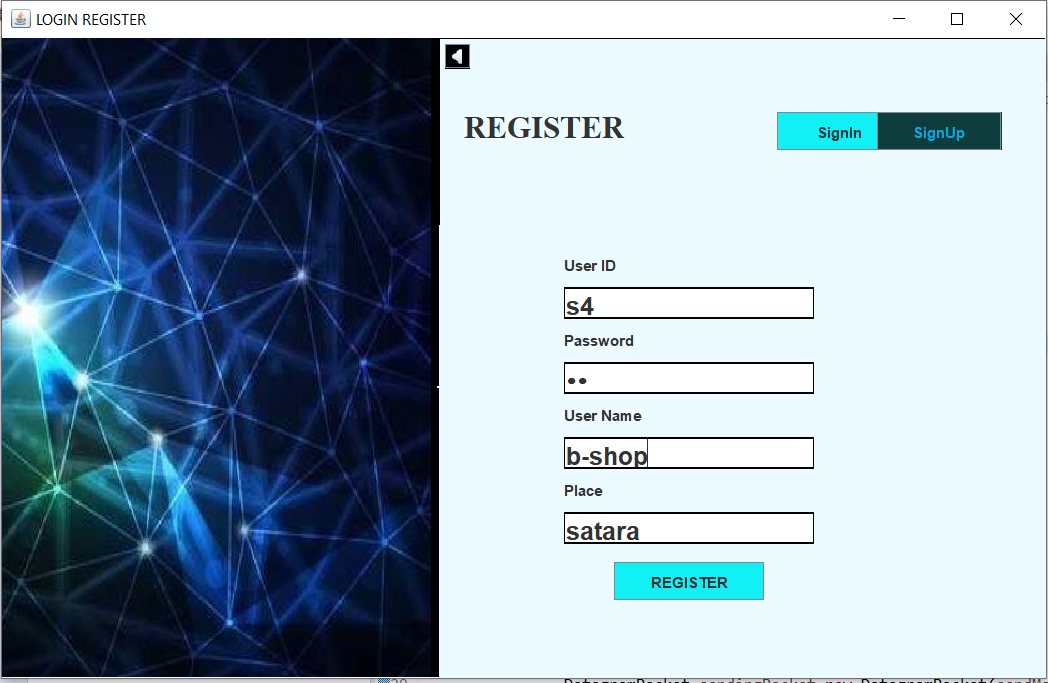 LOGIN REGISTER
REGISTER
SignIn
SignUp
User ID
s4
Password
••
User Name
b-shop
Place
satara
REGISTER